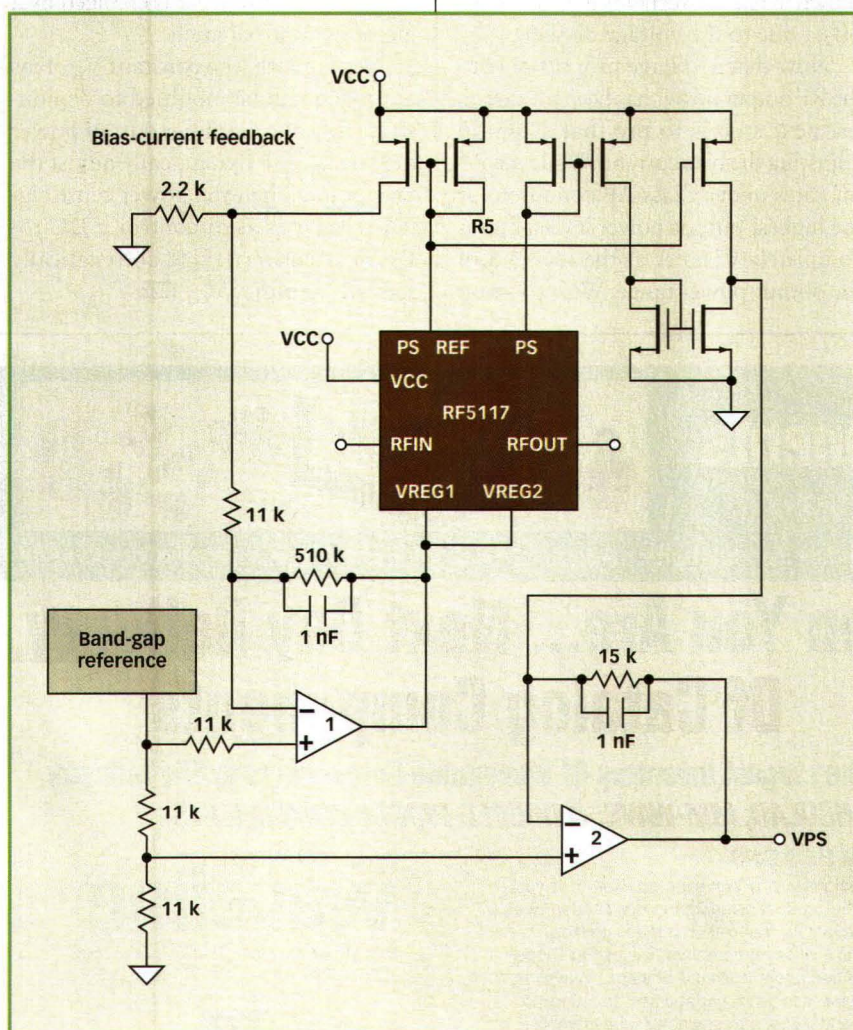 VCC
Bias-current feedback
2.2 k
R5
VCC
PS REF PS
VCC
RF5117
RFIN RFOUT
VREG1 VREG2
11 k
510 k
1 nF
Band-gap
reference
15 k
1 nF
11 k
− 1
+
11 k
− 2
+
VPS
11 k